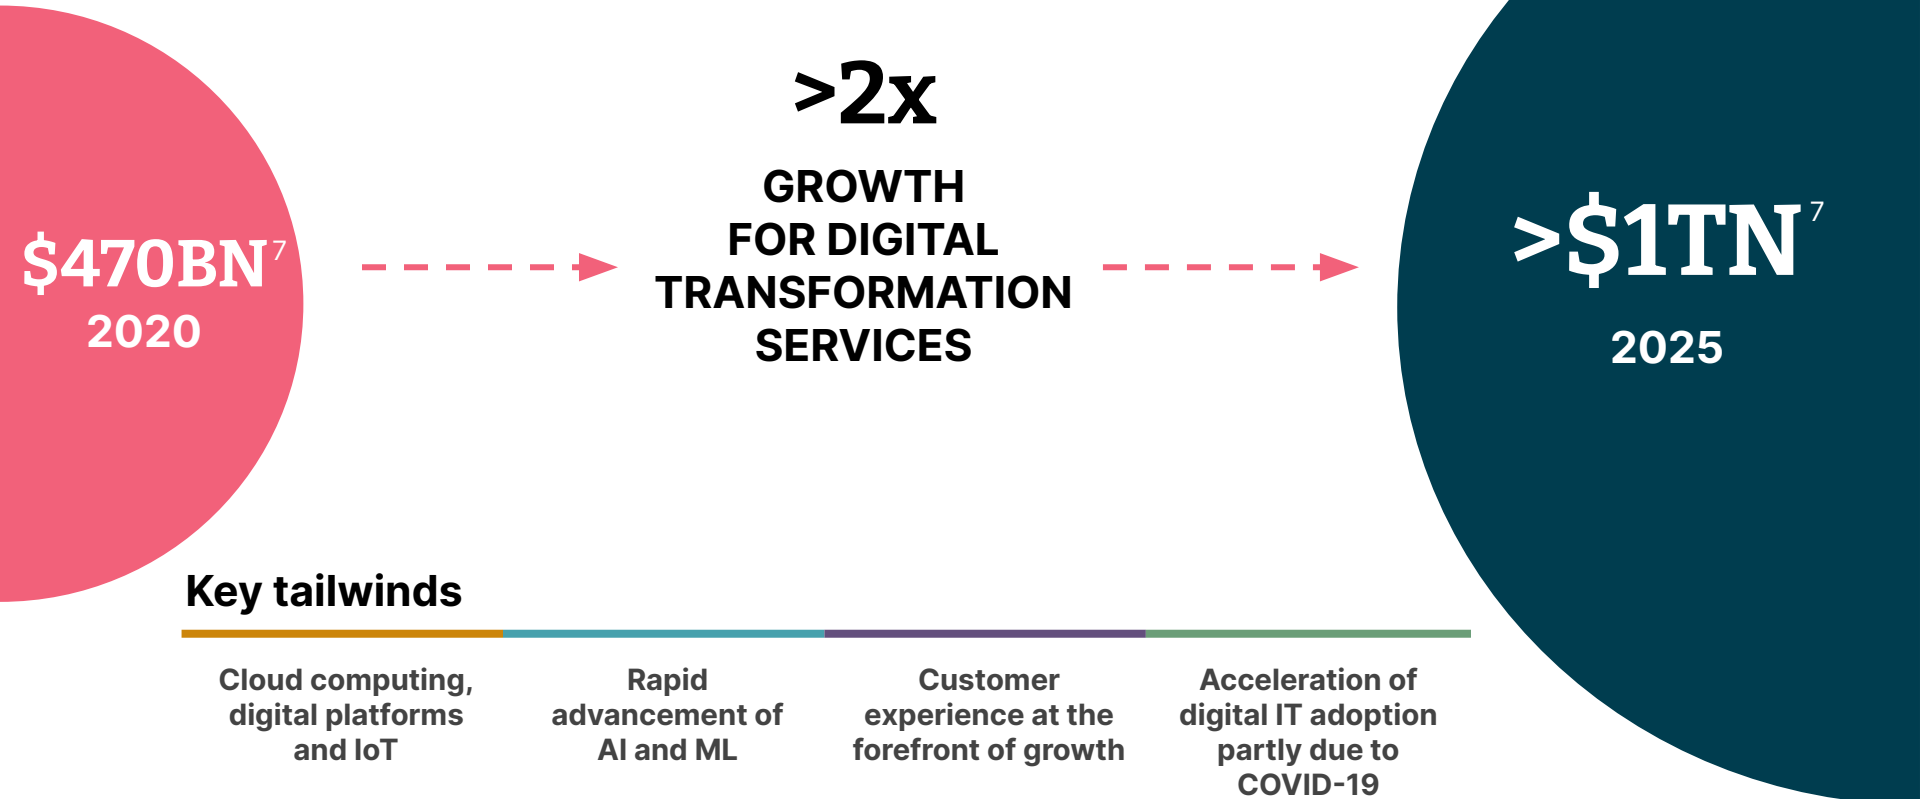 $470BN7
2020
>2x
GROWTH
FOR DIGITAL
TRANSFORMATION
SERVICES
>$1TN7
2025
Key tailwinds
Cloud computing,
digital platforms
and IoT
Rapid
advancement of
AI and ML
Customer
experience at the
forefront of growth
Acceleration of
digital IT adoption
partly due to
COVID-19